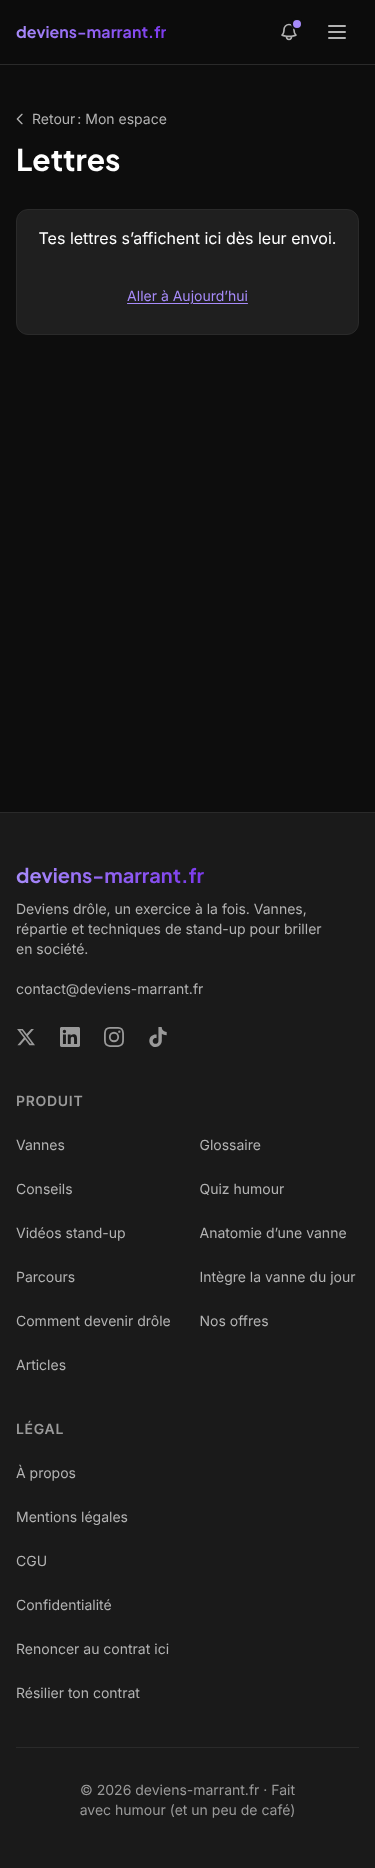 deviens-marrant.fr
Retour : Mon espace
Lettres
Tes lettres s’affichent ici dès leur envoi.
Aller à Aujourd’hui
deviens-marrant.fr
Deviens drôle, un exercice à la fois. Vannes,
répartie et techniques de stand-up pour briller
en société.
contact@deviens-marrant.fr
PRODUIT
Vannes
Glossaire
Conseils
Quiz humour
Vidéos stand-up
Anatomie d’une vanne
Parcours
Intègre la vanne du jour
Comment devenir drôle
Nos offres
Articles
LÉGAL
À propos
Mentions légales
CGU
Confidentialité
Renoncer au contrat ici
Résilier ton contrat
© 2026 deviens-marrant.fr · Fait
avec humour (et un peu de café)